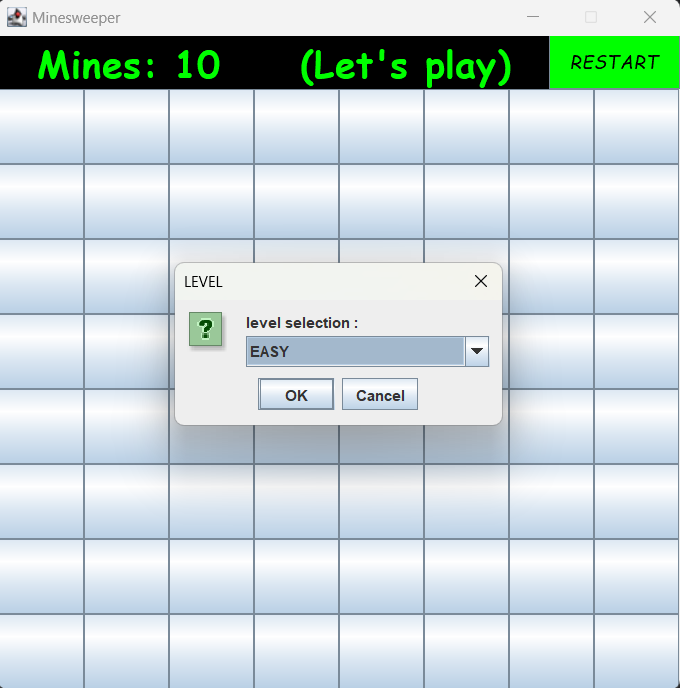 Minesweeper
Mines: 10 (Let's play) RESTART
LEVEL
?
level selection :
EASY
OK Cancel